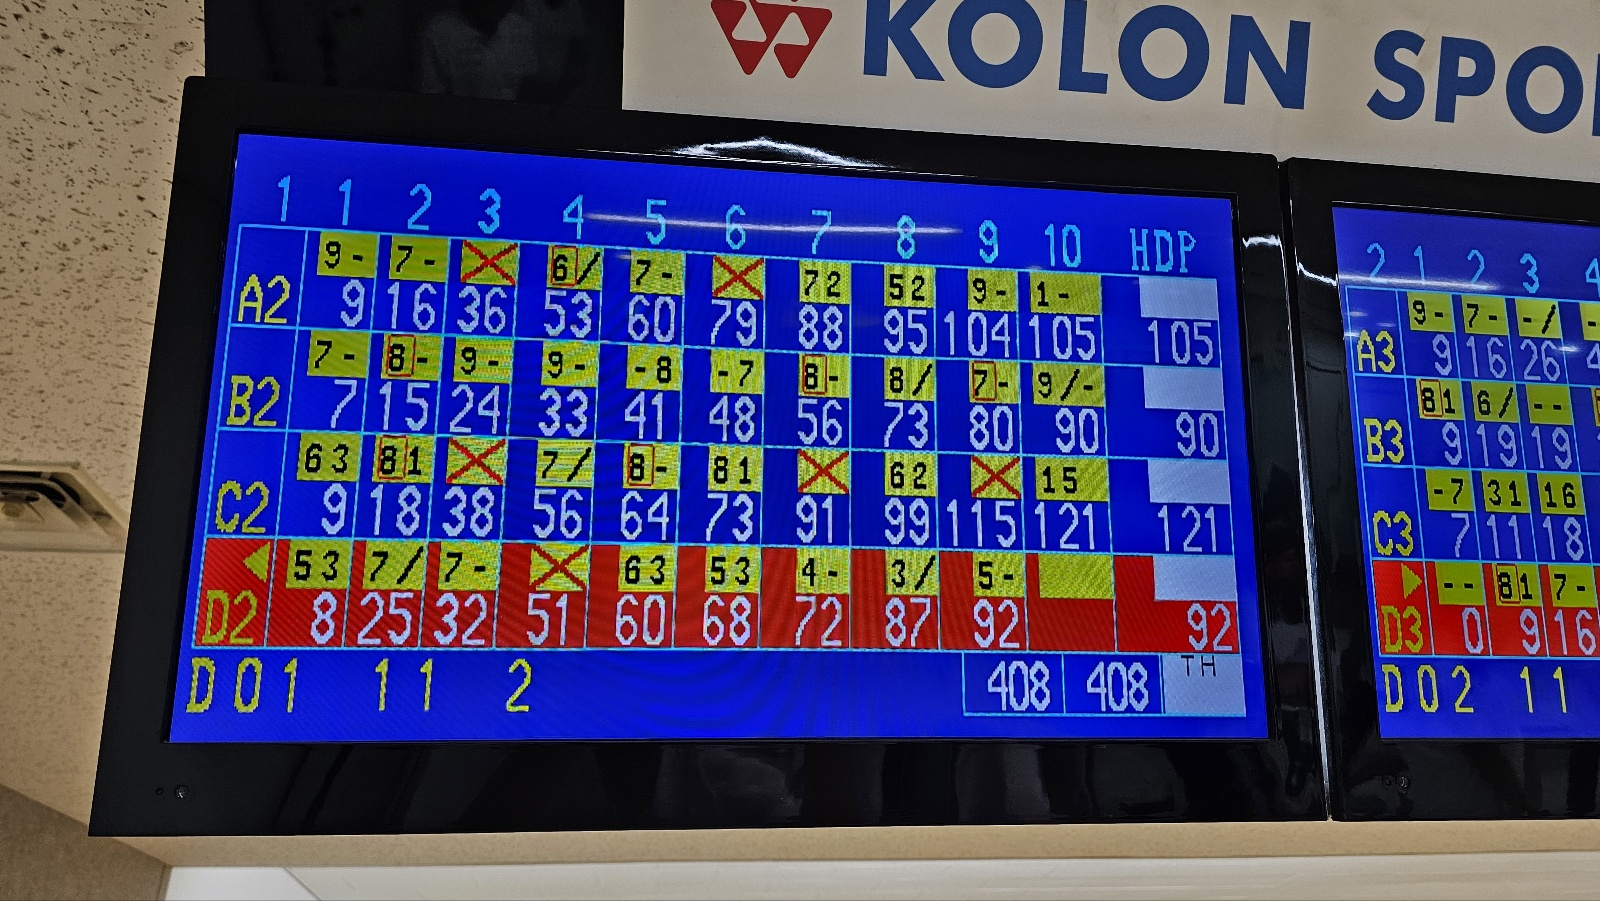 KOLON SPO
1 1 2 3 4 5 6 7 8 9 10 HDP
9- 7- X 6/ 7- X 72 52 9- 1-
A2 9 16 36 53 60 79 88 95 104 105 105
7- 8- 9- 9- -8 -7 8- 8/ 7- 9/-
B2 7 15 24 33 41 48 56 73 80 90 90
63 81 X 7/ 8- 81 X 62 X 15
C2 9 18 38 56 64 73 91 99 115 121 121
53 7/ 7- X 63 53 4- 3/ 5-
D2 8 25 32 51 60 68 72 87 92 92
D01 11 2 408 408 TH
2 1 2 3 4
9- 7- -/ -
A3 9 16 26 4
81 6/ --
B3 9 19 19
-7 31 16
C3 7 11 18
-- 81 7-
D3 0 9 16
D02 11